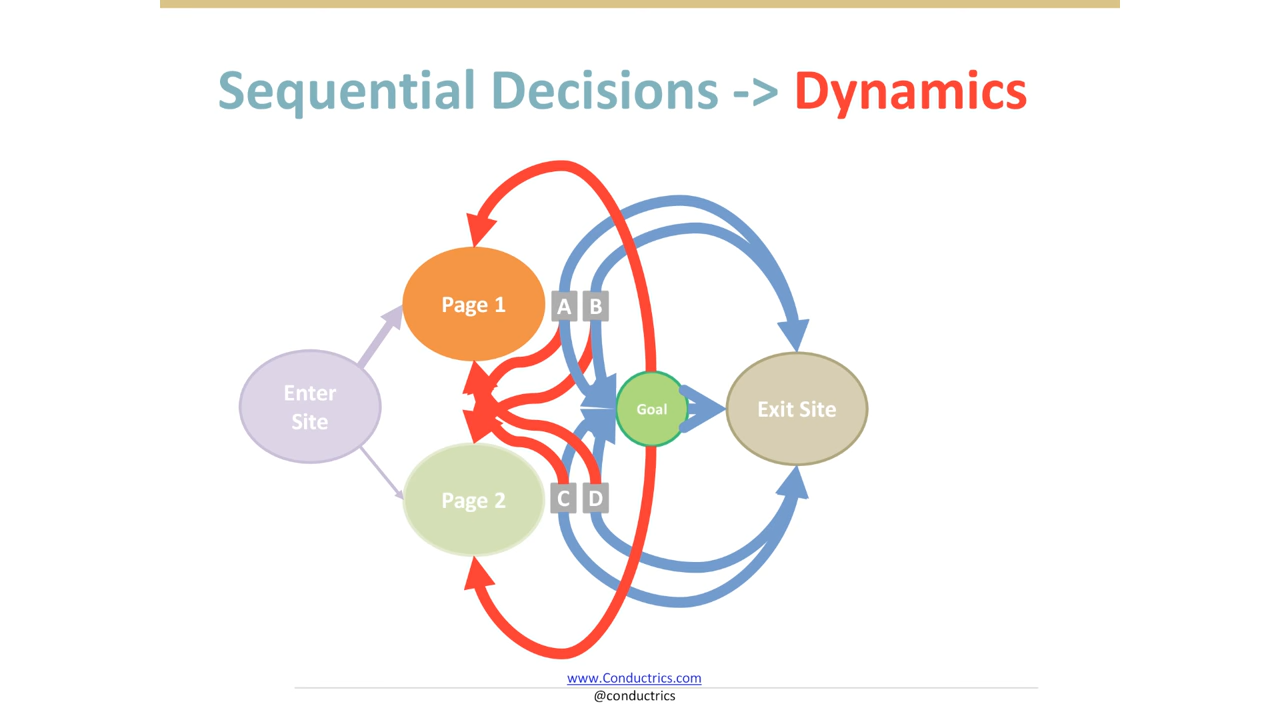 Sequential Decisions -> Dynamics
Page 1
A
B
Enter
Site
Goal
Exit Site
Page 2
C
D
www.Conductrics.com
@conductrics